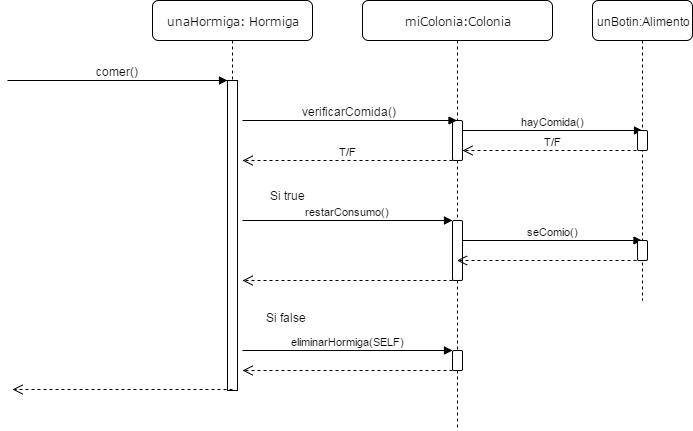 unaHormiga: Hormiga
miColonia:Colonia
unBotin:Alimento
comer()
verificarComida()
hayComida()
T/F
T/F
Si true
restarConsumo()
seComio()
Si false
eliminarHormiga(SELF)